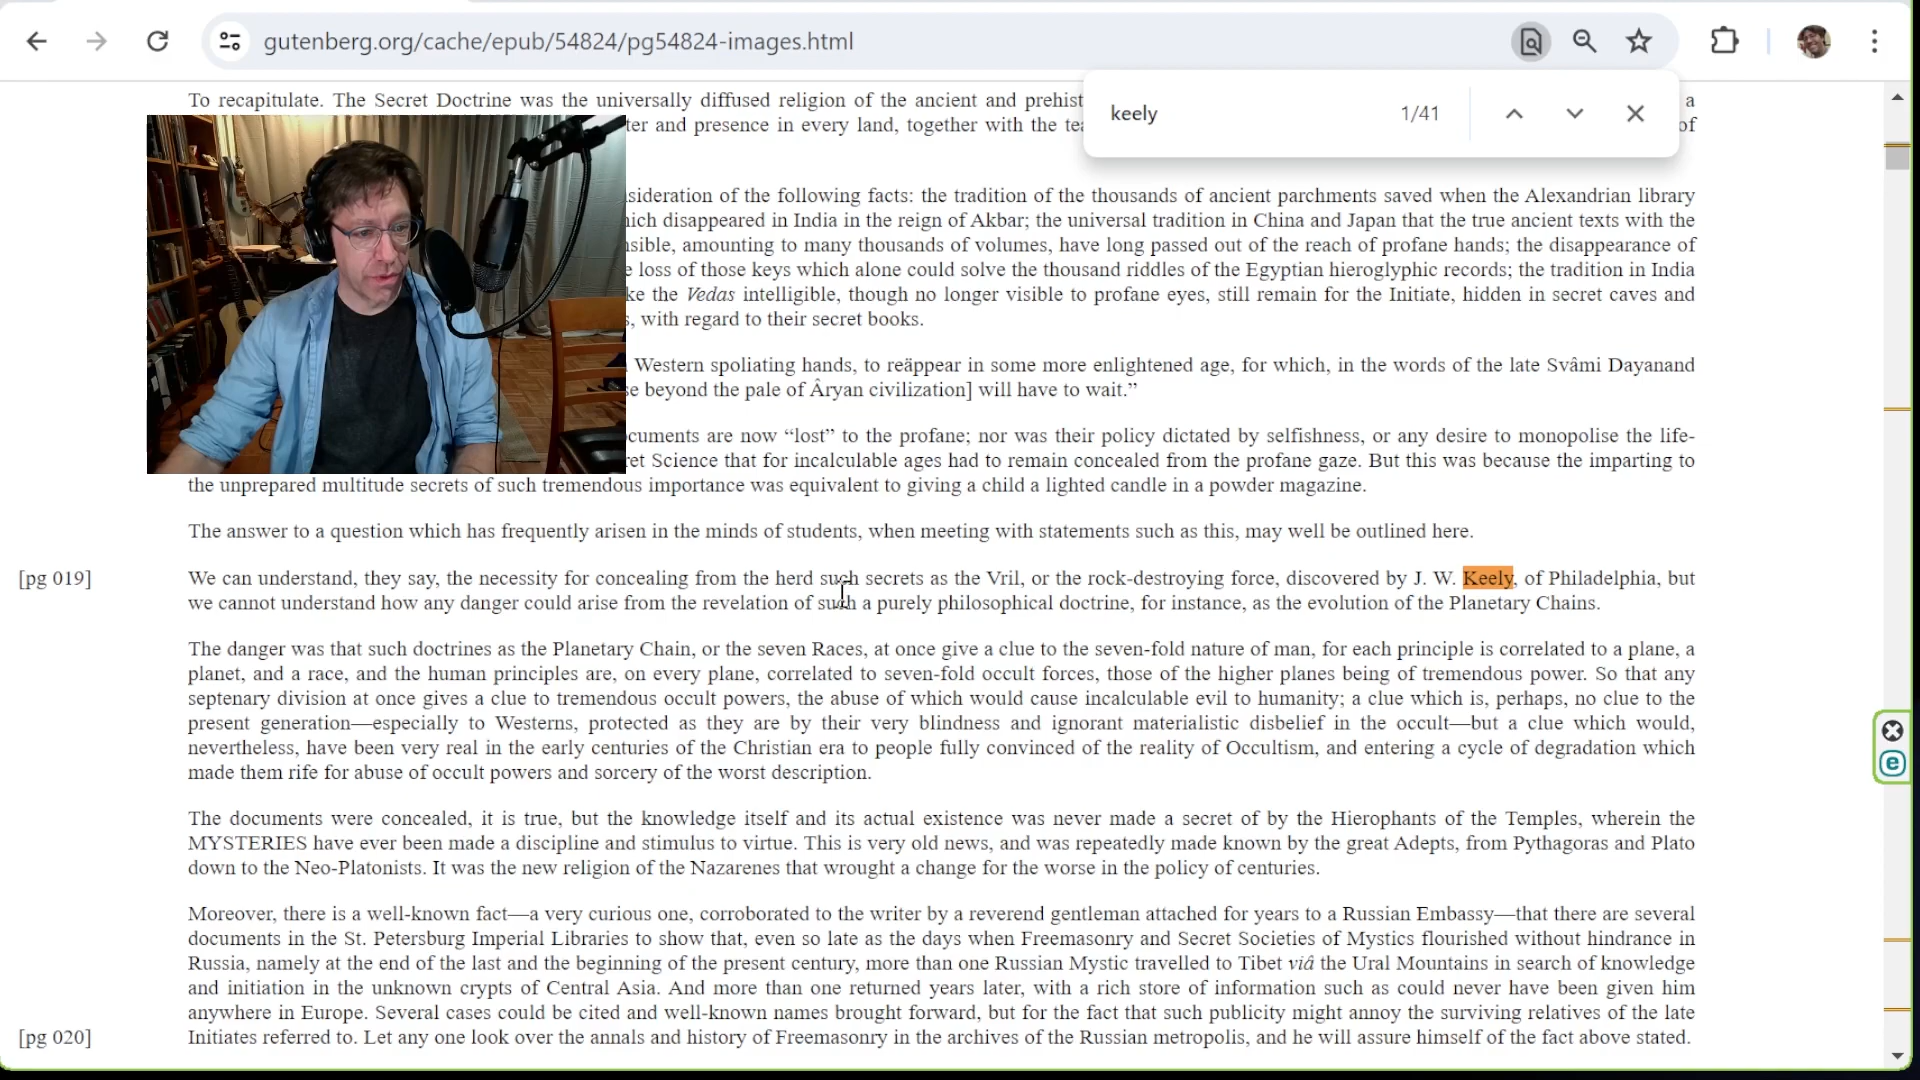 gutenberg.org/cache/epub/54824/pg54824-images.html
keely 1/41
To recapitulate. The Secret Doctrine was the universally diffused religion of the ancient and prehist a
ter and presence in every land, together with the tea of
sideration of the following facts: the tradition of the thousands of ancient parchments saved when the Alexandrian library
hich disappeared in India in the reign of Akbar; the universal tradition in China and Japan that the true ancient texts with the
nsible, amounting to many thousands of volumes, have long passed out of the reach of profane hands; the disappearance of
e loss of those keys which alone could solve the thousand riddles of the Egyptian hieroglyphic records; the tradition in India
ke the Vedas intelligible, though no longer visible to profane eyes, still remain for the Initiate, hidden in secret caves and
s, with regard to their secret books.
Western spoliating hands, to reäppear in some more enlightened age, for which, in the words of the late Svâmi Dayanand
se beyond the pale of Âryan civilization] will have to wait.”
cuments are now “lost” to the profane; nor was their policy dictated by selfishness, or any desire to monopolise the life-
ret Science that for incalculable ages had to remain concealed from the profane gaze. But this was because the imparting to
the unprepared multitude secrets of such tremendous importance was equivalent to giving a child a lighted candle in a powder magazine.
The answer to a question which has frequently arisen in the minds of students, when meeting with statements such as this, may well be outlined here.
[pg 019] We can understand, they say, the necessity for concealing from the herd such secrets as the Vril, or the rock-destroying force, discovered by J. W. Keely, of Philadelphia, but
we cannot understand how any danger could arise from the revelation of such a purely philosophical doctrine, for instance, as the evolution of the Planetary Chains.
The danger was that such doctrines as the Planetary Chain, or the seven Races, at once give a clue to the seven-fold nature of man, for each principle is correlated to a plane, a
planet, and a race, and the human principles are, on every plane, correlated to seven-fold occult forces, those of the higher planes being of tremendous power. So that any
septenary division at once gives a clue to tremendous occult powers, the abuse of which would cause incalculable evil to humanity; a clue which is, perhaps, no clue to the
present generation—especially to Westerns, protected as they are by their very blindness and ignorant materialistic disbelief in the occult—but a clue which would,
nevertheless, have been very real in the early centuries of the Christian era to people fully convinced of the reality of Occultism, and entering a cycle of degradation which
made them rife for abuse of occult powers and sorcery of the worst description.
The documents were concealed, it is true, but the knowledge itself and its actual existence was never made a secret of by the Hierophants of the Temples, wherein the
MYSTERIES have ever been made a discipline and stimulus to virtue. This is very old news, and was repeatedly made known by the great Adepts, from Pythagoras and Plato
down to the Neo-Platonists. It was the new religion of the Nazarenes that wrought a change for the worse in the policy of centuries.
Moreover, there is a well-known fact—a very curious one, corroborated to the writer by a reverend gentleman attached for years to a Russian Embassy—that there are several
documents in the St. Petersburg Imperial Libraries to show that, even so late as the days when Freemasonry and Secret Societies of Mystics flourished without hindrance in
Russia, namely at the end of the last and the beginning of the present century, more than one Russian Mystic travelled to Tibet viâ the Ural Mountains in search of knowledge
and initiation in the unknown crypts of Central Asia. And more than one returned years later, with a rich store of information such as could never have been given him
anywhere in Europe. Several cases could be cited and well-known names brought forward, but for the fact that such publicity might annoy the surviving relatives of the late
[pg 020] Initiates referred to. Let any one look over the annals and history of Freemasonry in the archives of the Russian metropolis, and he will assure himself of the fact above stated.